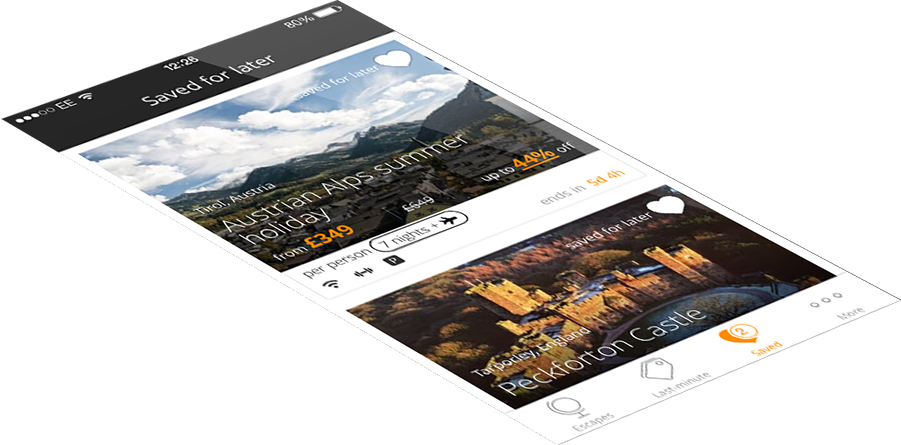 EE 12:26 80%
Saved for later
saved for later
Tirol, Austria
Austrian Alps summer
holiday
from £349 £649 up to 44% off
per person 7 nights + ends in 5d 4h
P
saved for later
Tarporley, England
Peckforton Castle
2
Escapes Last-minute Saved More